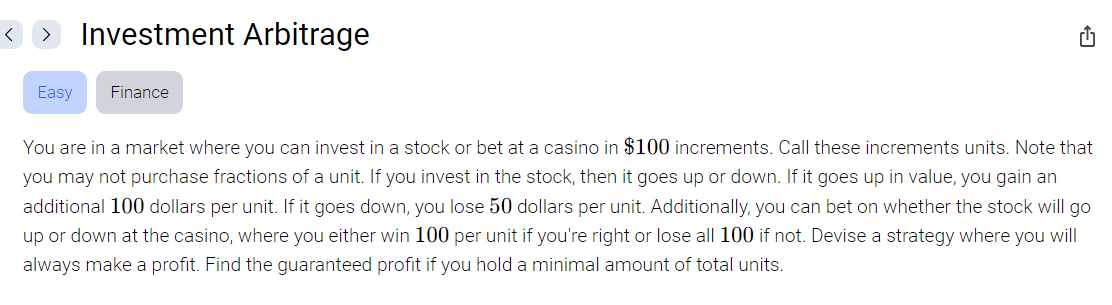 Investment Arbitrage
Easy
Finance
You are in a market where you can invest in a stock or bet at a casino in $100 increments. Call these increments units. Note that
you may not purchase fractions of a unit. If you invest in the stock, then it goes up or down. If it goes up in value, you gain an
additional 100 dollars per unit. If it goes down, you lose 50 dollars per unit. Additionally, you can bet on whether the stock will go
up or down at the casino, where you either win 100 per unit if you're right or lose all 100 if not. Devise a strategy where you will
always make a profit. Find the guaranteed profit if you hold a minimal amount of total units.